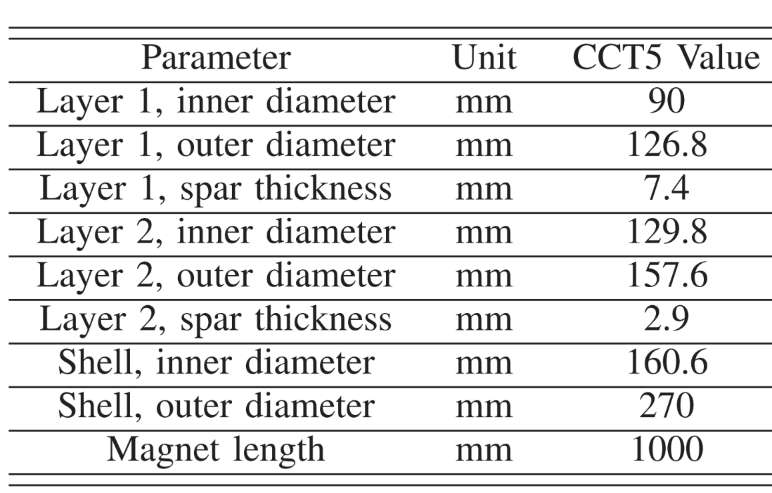 Parameter Unit CCT5 Value
Layer 1, inner diameter mm 90
Layer 1, outer diameter mm 126.8
Layer 1, spar thickness mm 7.4
Layer 2, inner diameter mm 129.8
Layer 2, outer diameter mm 157.6
Layer 2, spar thickness mm 2.9
Shell, inner diameter mm 160.6
Shell, outer diameter mm 270
Magnet length mm 1000